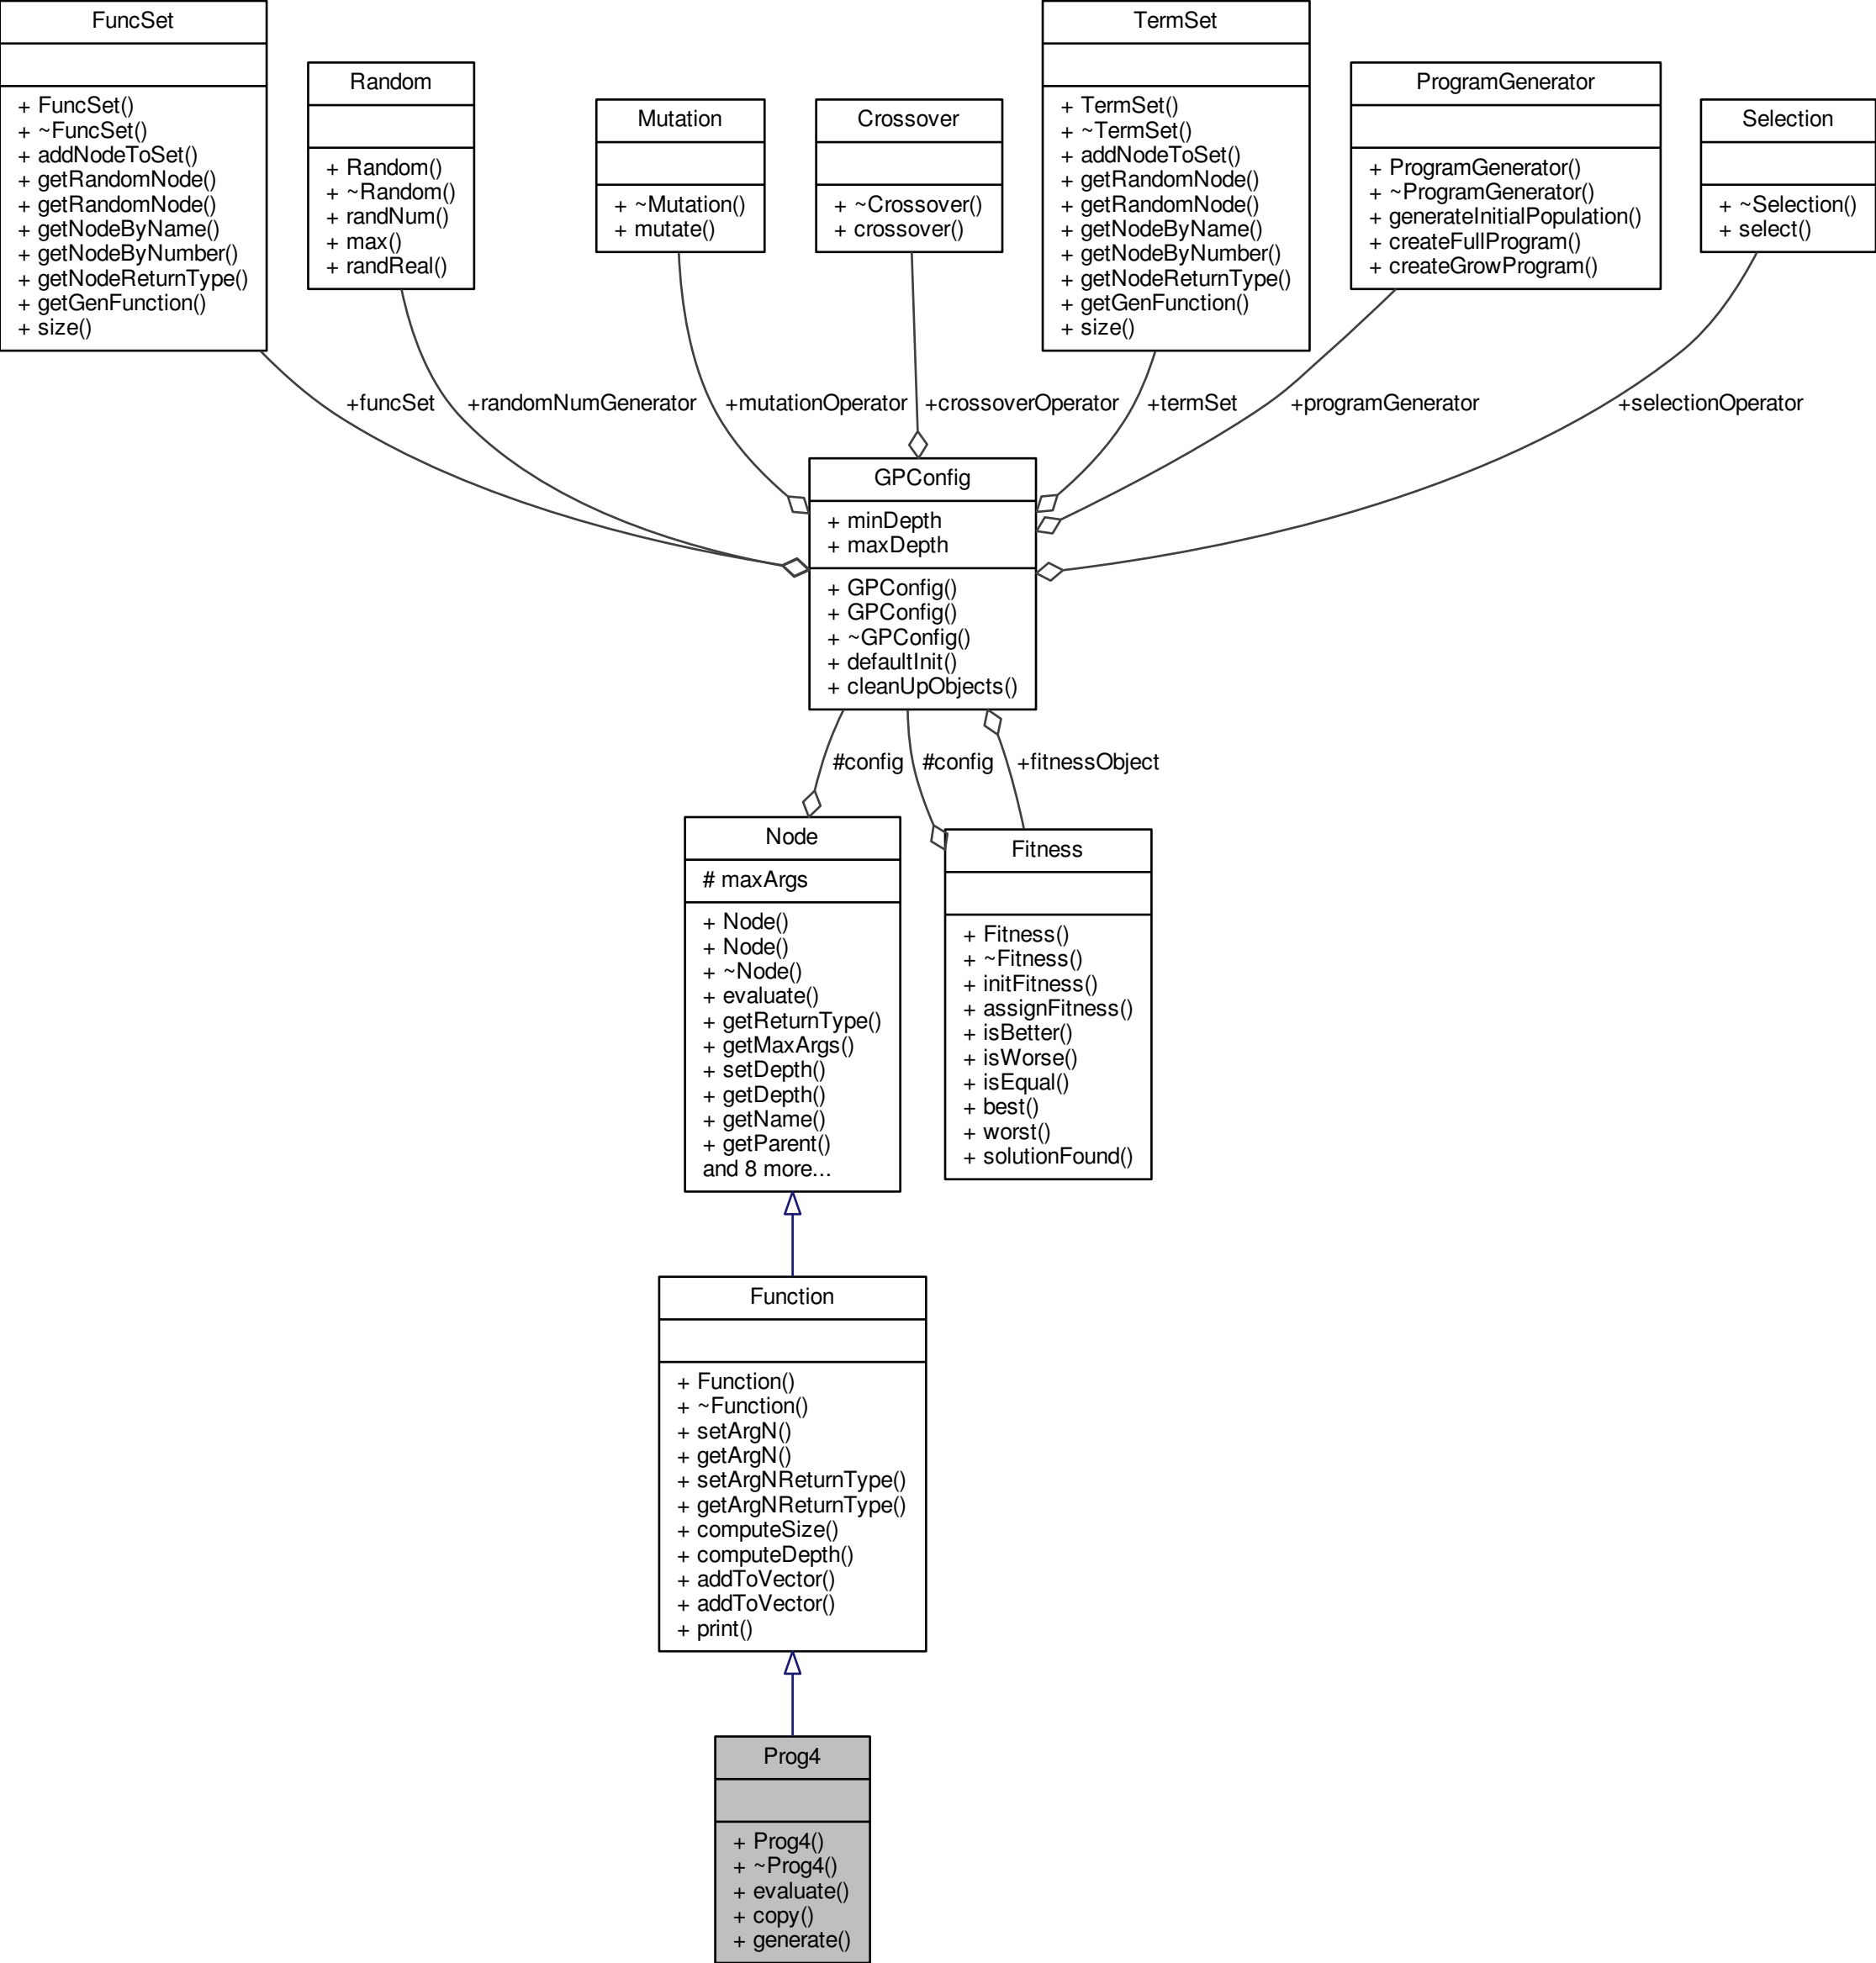 FuncSet
+ FuncSet()
+ ~FuncSet()
+ addNodeToSet()
+ getRandomNode()
+ getRandomNode()
+ getNodeByName()
+ getNodeByNumber()
+ getNodeReturnType()
+ getGenFunction()
+ size()
Random
+ Random()
+ ~Random()
+ randNum()
+ max()
+ randReal()
Mutation
+ ~Mutation()
+ mutate()
Crossover
+ ~Crossover()
+ crossover()
TermSet
+ TermSet()
+ ~TermSet()
+ addNodeToSet()
+ getRandomNode()
+ getRandomNode()
+ getNodeByName()
+ getNodeByNumber()
+ getNodeReturnType()
+ getGenFunction()
+ size()
ProgramGenerator
+ ProgramGenerator()
+ ~ProgramGenerator()
+ generateInitialPopulation()
+ createFullProgram()
+ createGrowProgram()
Selection
+ ~Selection()
+ select()
+funcSet
+randomNumGenerator
+mutationOperator
+crossoverOperator
+termSet
+programGenerator
+selectionOperator
GPConfig
+ minDepth
+ maxDepth
+ GPConfig()
+ GPConfig()
+ ~GPConfig()
+ defaultInit()
+ cleanUpObjects()
#config
#config
+fitnessObject
Node
# maxArgs
+ Node()
+ Node()
+ ~Node()
+ evaluate()
+ getReturnType()
+ getMaxArgs()
+ setDepth()
+ getDepth()
+ getName()
+ getParent()
and 8 more...
Fitness
+ Fitness()
+ ~Fitness()
+ initFitness()
+ assignFitness()
+ isBetter()
+ isWorse()
+ isEqual()
+ best()
+ worst()
+ solutionFound()
Function
+ Function()
+ ~Function()
+ setArgN()
+ getArgN()
+ setArgNReturnType()
+ getArgNReturnType()
+ computeSize()
+ computeDepth()
+ addToVector()
+ addToVector()
+ print()
Prog4
+ Prog4()
+ ~Prog4()
+ evaluate()
+ copy()
+ generate()